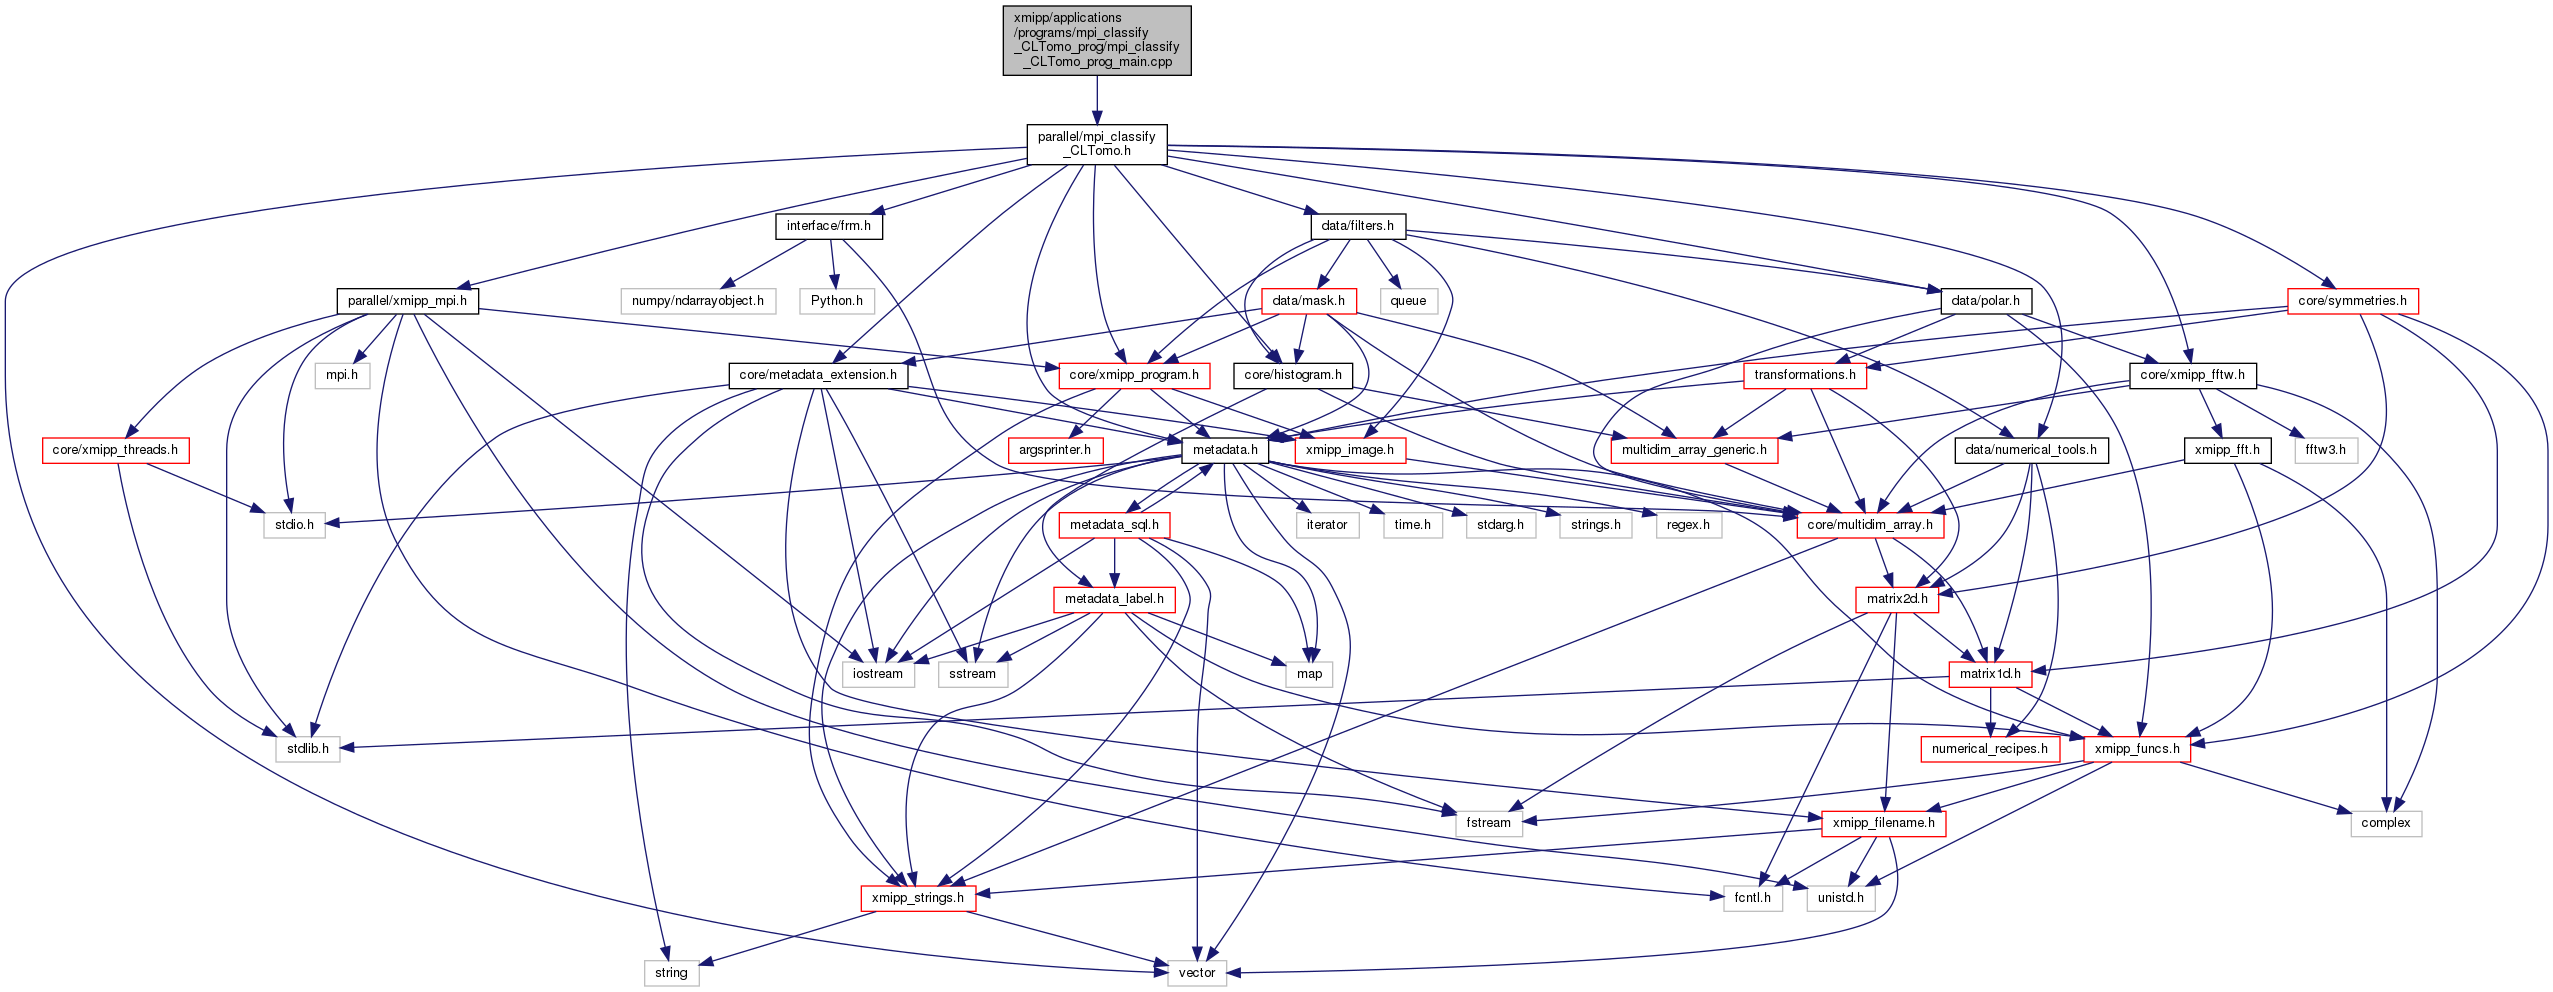 xmipp/applications
/programs/mpi_classify
_CLTomo_prog/mpi_classify
_CLTomo_prog_main.cpp
parallel/mpi_classify
_CLTomo.h
interface/frm.h
data/filters.h
parallel/xmipp_mpi.h
numpy/ndarrayobject.h
Python.h
data/mask.h
queue
data/polar.h
core/symmetries.h
mpi.h
core/metadata_extension.h
core/xmipp_program.h
core/histogram.h
transformations.h
core/xmipp_fftw.h
core/xmipp_threads.h
argsprinter.h
metadata.h
xmipp_image.h
multidim_array_generic.h
data/numerical_tools.h
xmipp_fft.h
fftw3.h
stdio.h
metadata_sql.h
iterator
time.h
stdarg.h
strings.h
regex.h
core/multidim_array.h
metadata_label.h
matrix2d.h
iostream
sstream
map
matrix1d.h
stdlib.h
numerical_recipes.h
xmipp_funcs.h
fstream
xmipp_filename.h
complex
xmipp_strings.h
fcntl.h
unistd.h
string
vector